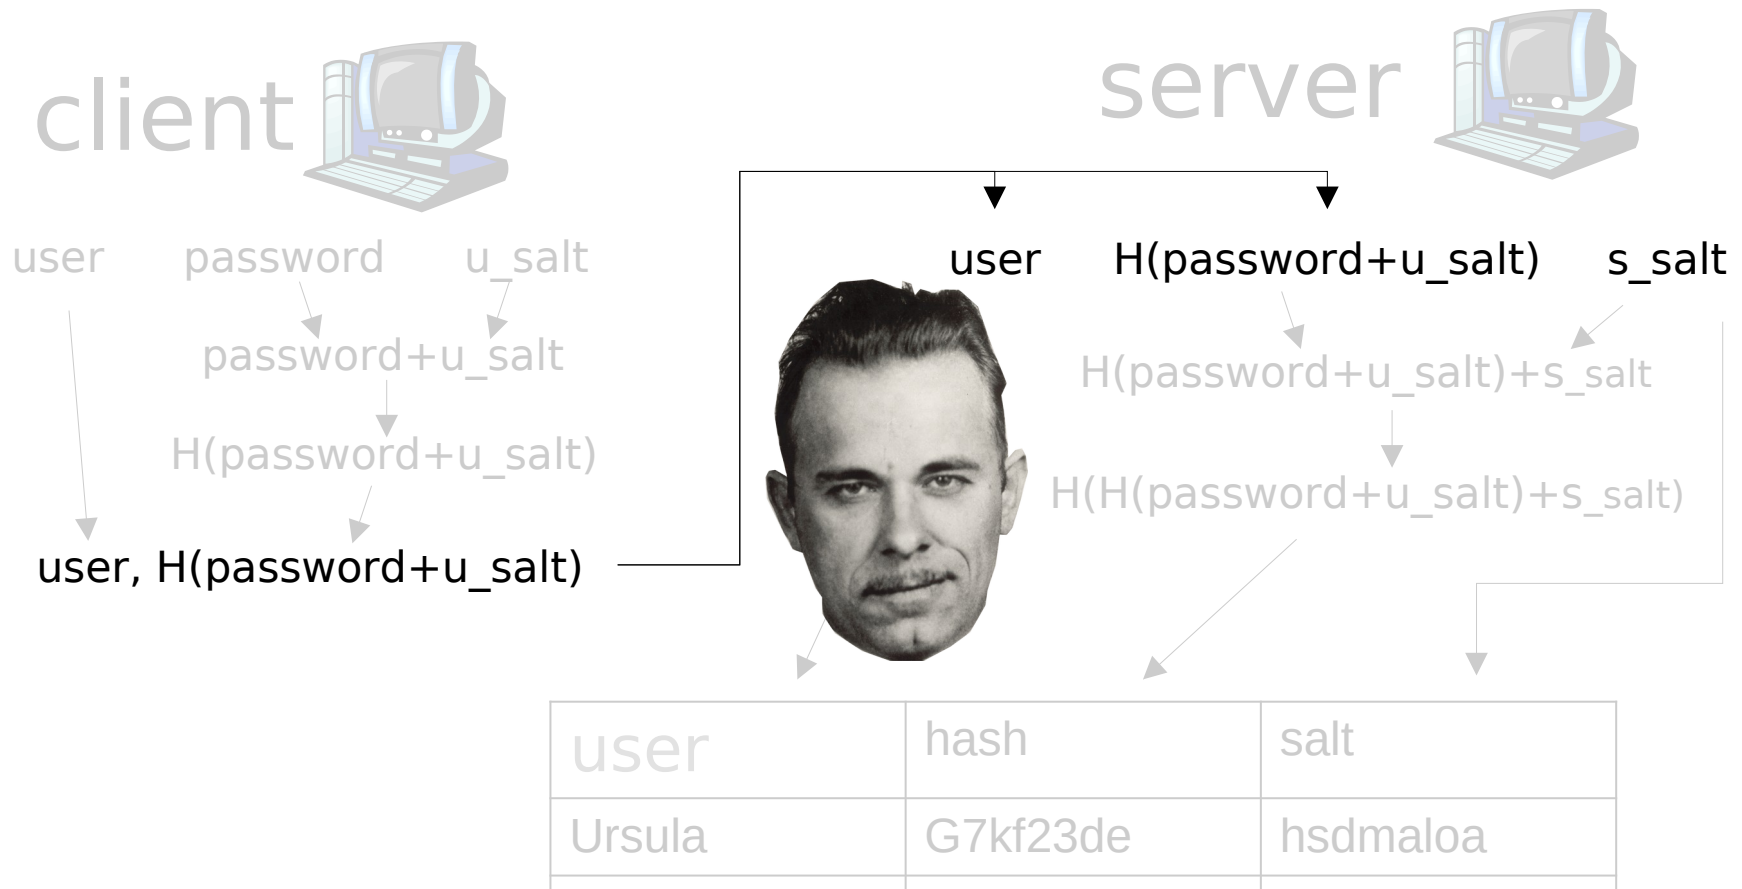 client
server
user password u_salt
user H(password+u_salt) s_salt
password+u_salt
H(password+u_salt)+s_salt
H(password+u_salt)
H(H(password+u_salt)+s_salt)
user, H(password+u_salt)
user hash salt
Ursula G7kf23de hsdmaloa